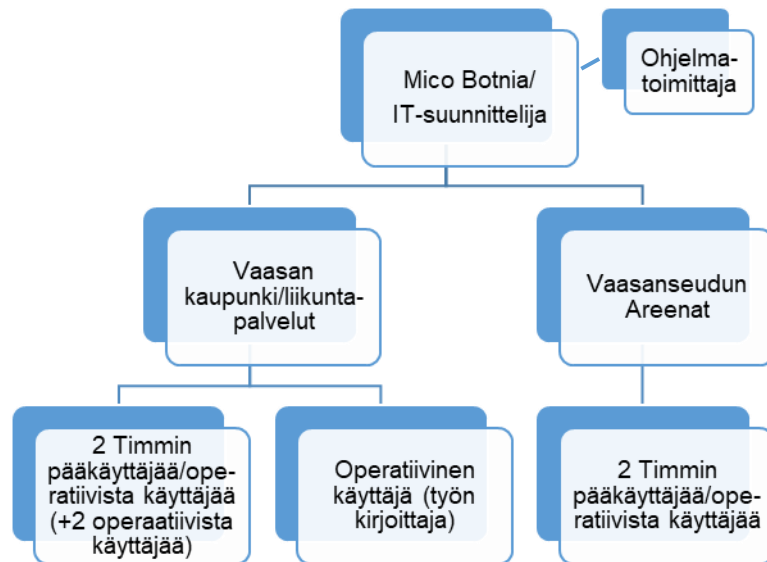 Mico Botnia/
IT-suunnittelija
Ohjelma-
toimittaja
Vaasan
kaupunki/liikunta-
palvelut
Vaasanseudun
Areenat
2 Timmin
pääkäyttäjää/ope-
ratiivista käyttäjää
(+2 operaatiivista
käyttäjää)
Operatiivinen
käyttäjä (työn
kirjoittaja)
2 Timmin
pääkäyttäjää/ope-
ratiivista käyttäjää